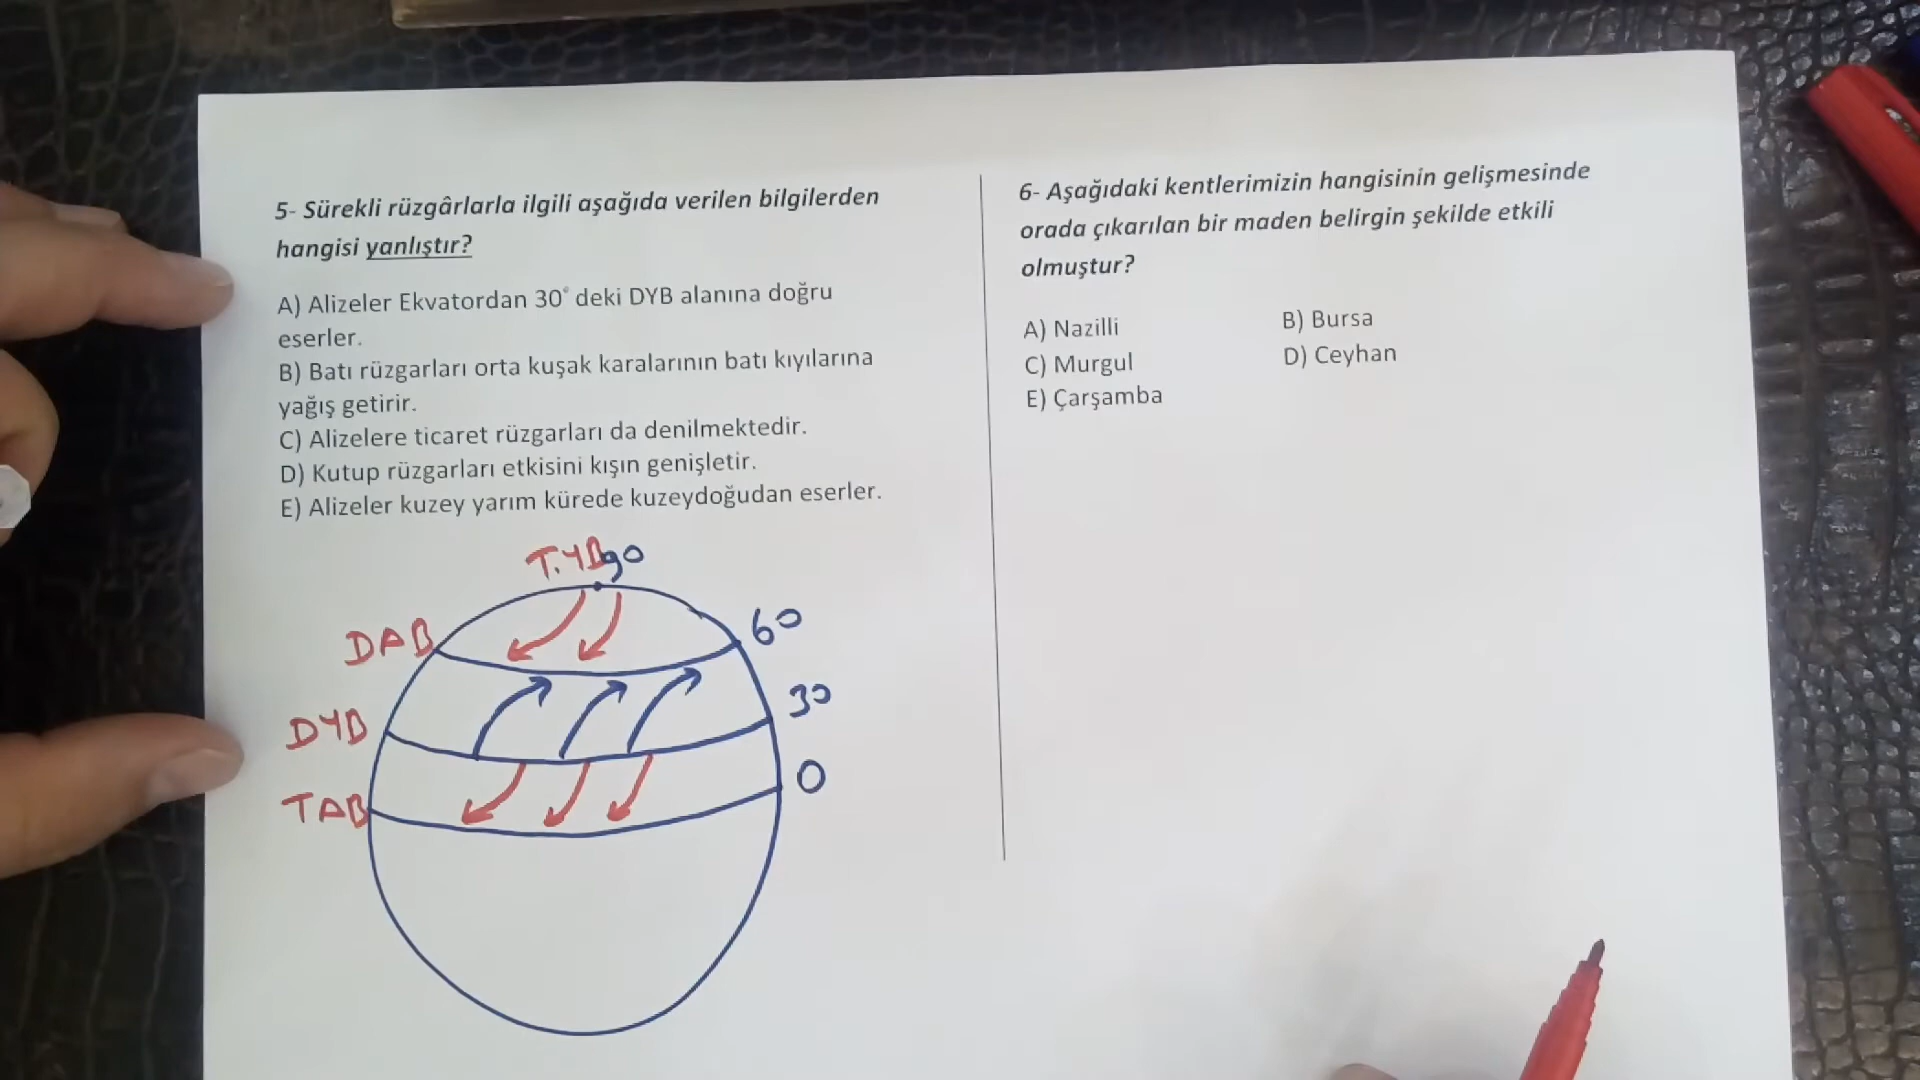 5- Sürekli rüzgârlarla ilgili aşağıda verilen bilgilerden
hangisi yanlıştır?
A) Alizeler Ekvatordan 30° deki DYB alanına doğru
eserler.
B) Batı rüzgarları orta kuşak karalarının batı kıyılarına
yağış getirir.
C) Alizelere ticaret rüzgarları da denilmektedir.
D) Kutup rüzgarları etkisini kışın genişletir.
E) Alizeler kuzey yarım kürede kuzeydoğudan eserler.
T.YB 90
DAB 60
DYB 30
TAB 0
6- Aşağıdaki kentlerimizin hangisinin gelişmesinde
orada çıkarılan bir maden belirgin şekilde etkili
olmuştur?
A) Nazilli B) Bursa
C) Murgul D) Ceyhan
E) Çarşamba